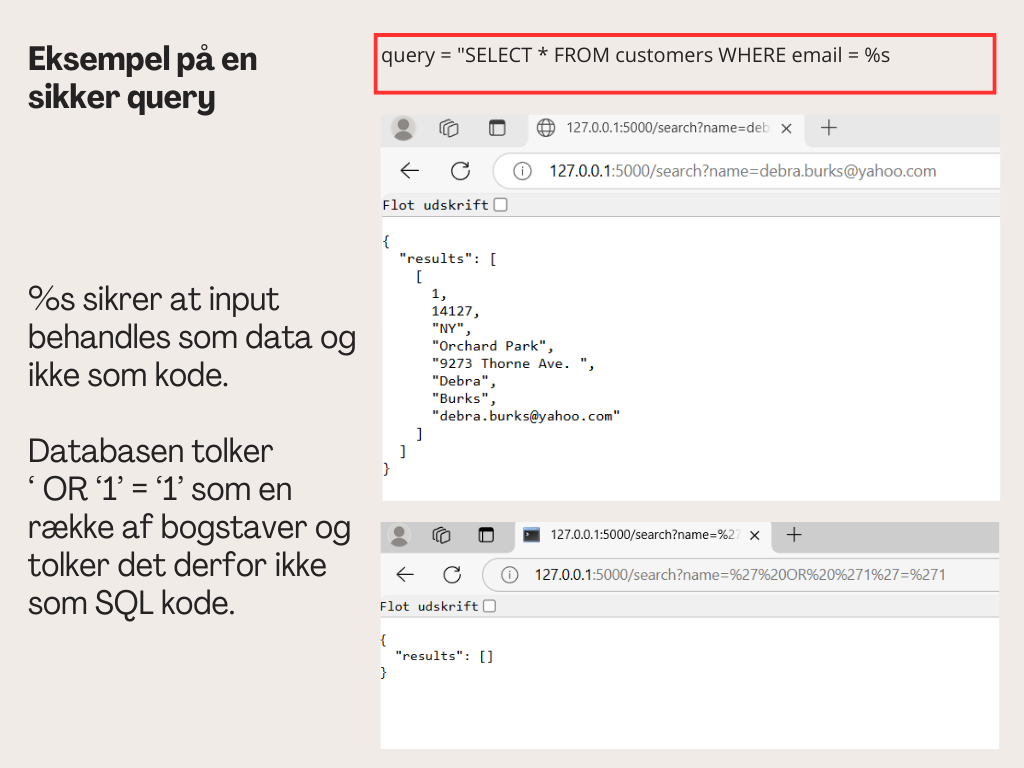 Eksempel på en
sikker query
query = "SELECT * FROM customers WHERE email = %s
127.0.0.1:5000/search?name=deb
127.0.0.1:5000/search?name=debra.burks@yahoo.com
Flot udskrift
{
"results": [
[
1,
14127,
"NY",
"Orchard Park",
"9273 Thorne Ave. ",
"Debra",
"Burks",
"debra.burks@yahoo.com"
]
]
}
%s sikrer at input
behandles som data og
ikke som kode.
Databasen tolker
‘ OR ‘1’ = ‘1’ som en
række af bogstaver og
tolker det derfor ikke
som SQL kode.
127.0.0.1:5000/search?name=%27
127.0.0.1:5000/search?name=%27%20OR%20%271%27=%271
Flot udskrift
{
"results": []
}